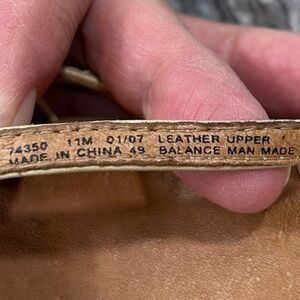 74350 11M 01/07 LEATHER UPPER
MADE IN CHINA 49 BALANCE MAN MADE